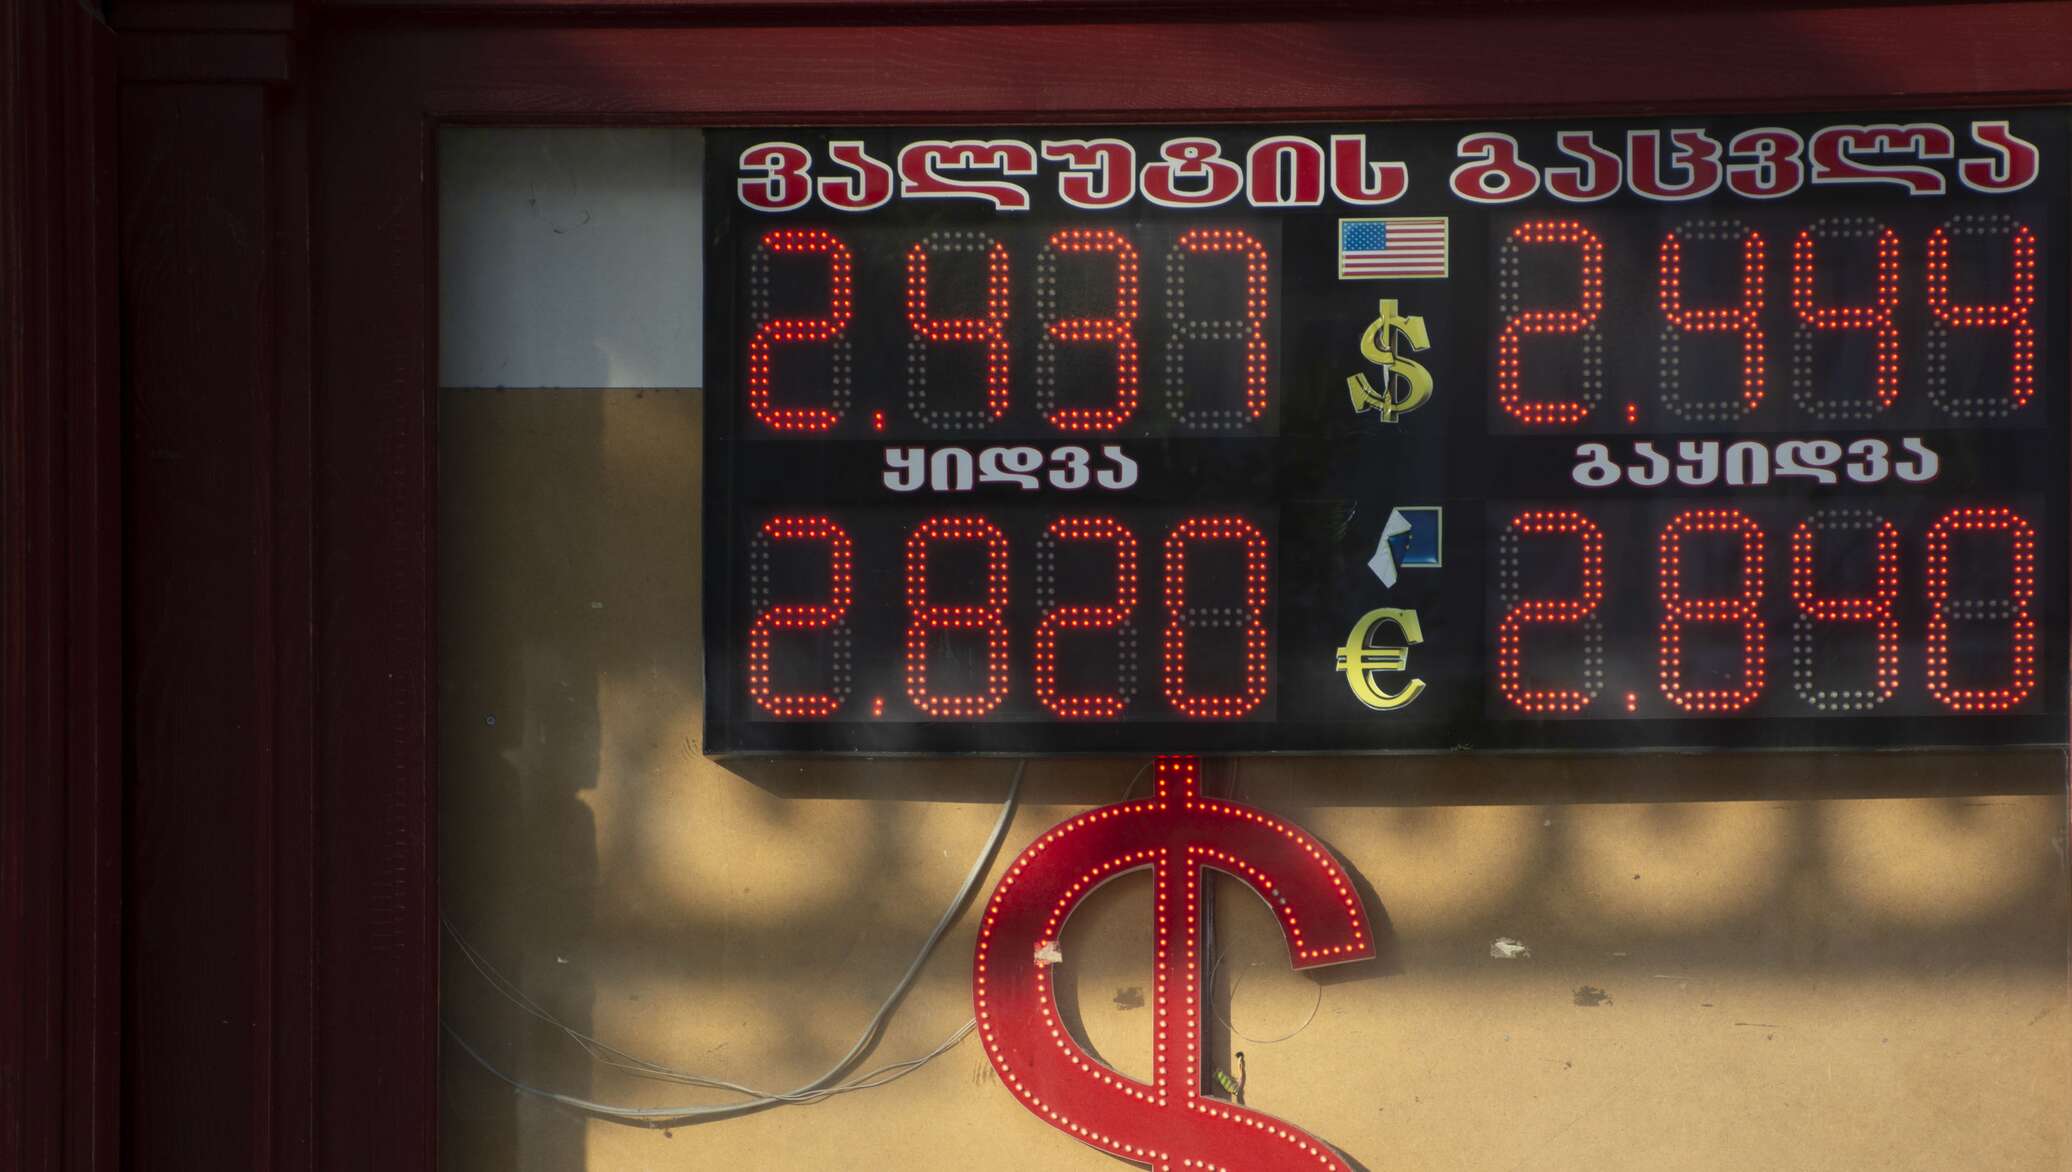 ვალუტის გაცვლა
2.437 $ 2.444
ყიდვა გაყიდვა
2.820 € 2.840
$